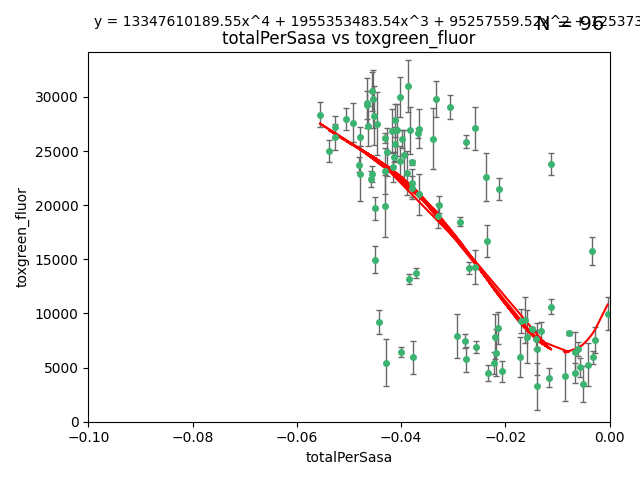 y = 13347610189.55x^4 + 1955353483.54x^3 + 95257559.52x^2 +
N = 96
totalPerSasa vs toxgreen_fluor
30000
25000
20000
15000
10000
5000
0
toxgreen_fluor
−0.10 −0.08 −0.06 −0.04 −0.02 0.00
totalPerSasa